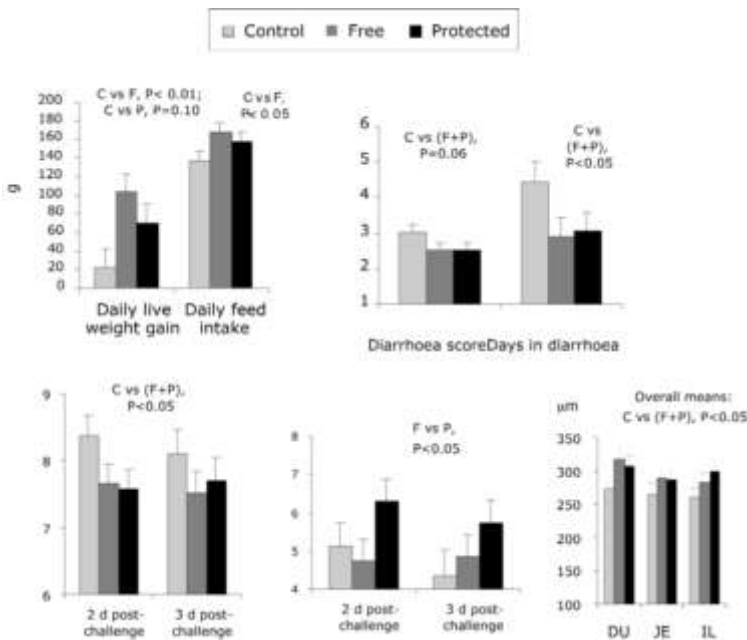 Control Free Protected
C vs F, P< 0.01;
C vs P, P=0.10
C vs F,
P< 0.05
200
180
160
140
120
100
80
60
40
20
0
g
Daily live
weight gain
Daily feed
intake
C vs (F+P),
P=0.06
C vs
(F+P),
P<0.05
6
5
4
3
2
1
Diarrhoea scoreDays in diarrhoea
C vs (F+P),
P<0.05
9
8
7
6
2 d post-
challenge
3 d post-
challenge
F vs P,
P<0.05
8
7
6
5
4
2 d post-
challenge
3 d post-
challenge
µm
Overall means:
C vs (F+P), P<0.05
350
300
250
200
150
100
DU JE IL